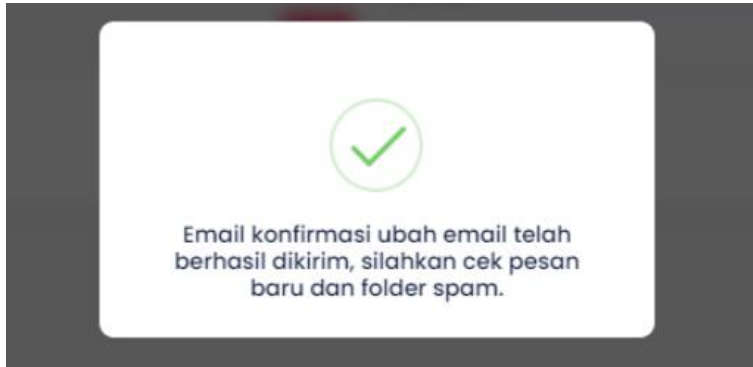 Email konfirmasi ubah email telah
berhasil dikirim, silahkan cek pesan
baru dan folder spam.